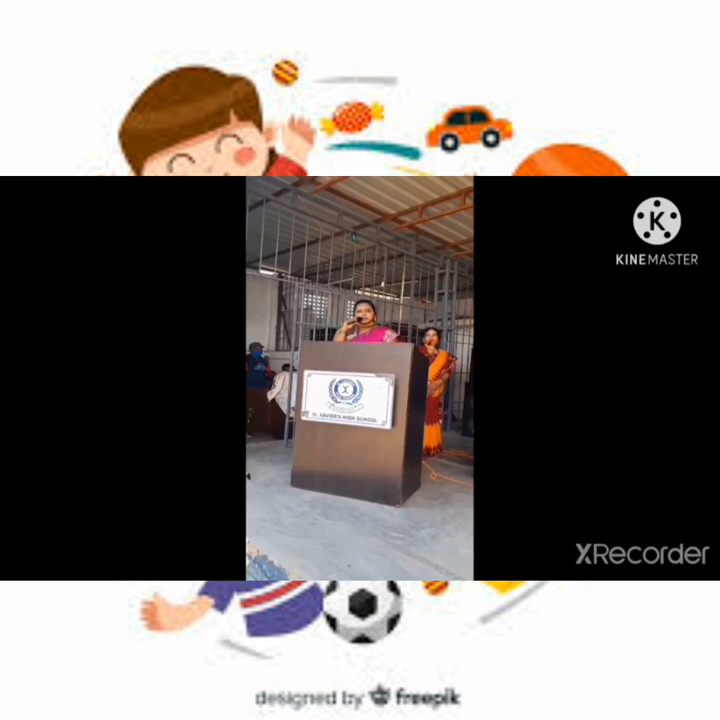 K
KINEMASTER
St. XAVIER'S HIGH SCHOOL
XRecorder
designed by freepik